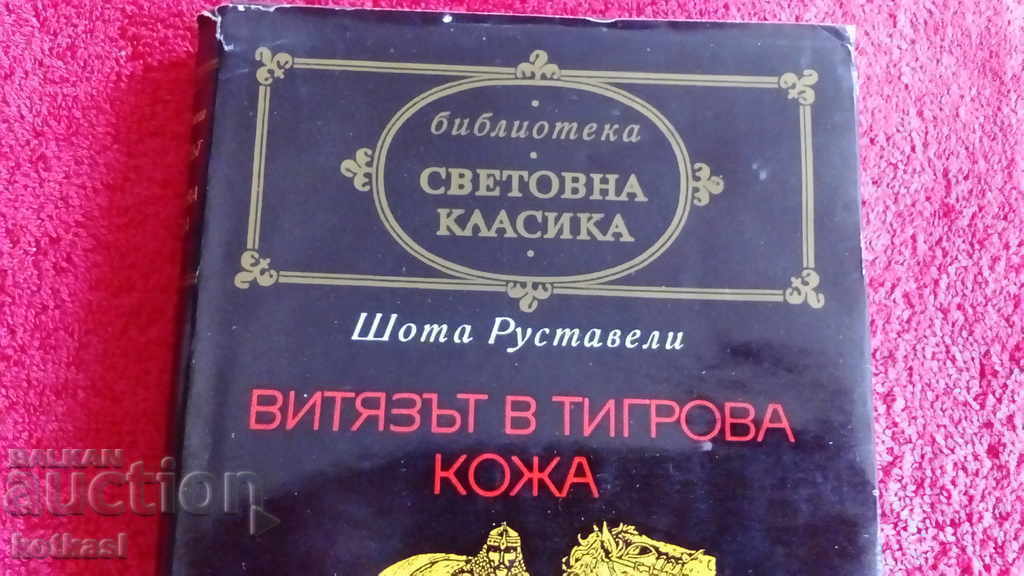 библиотека
СВЕТОВНА
КЛАСИКА
Шота Руставели
ВИТЯЗЪТ В ТИГРОВА
КОЖА
BALKAN
auction
kotkasl